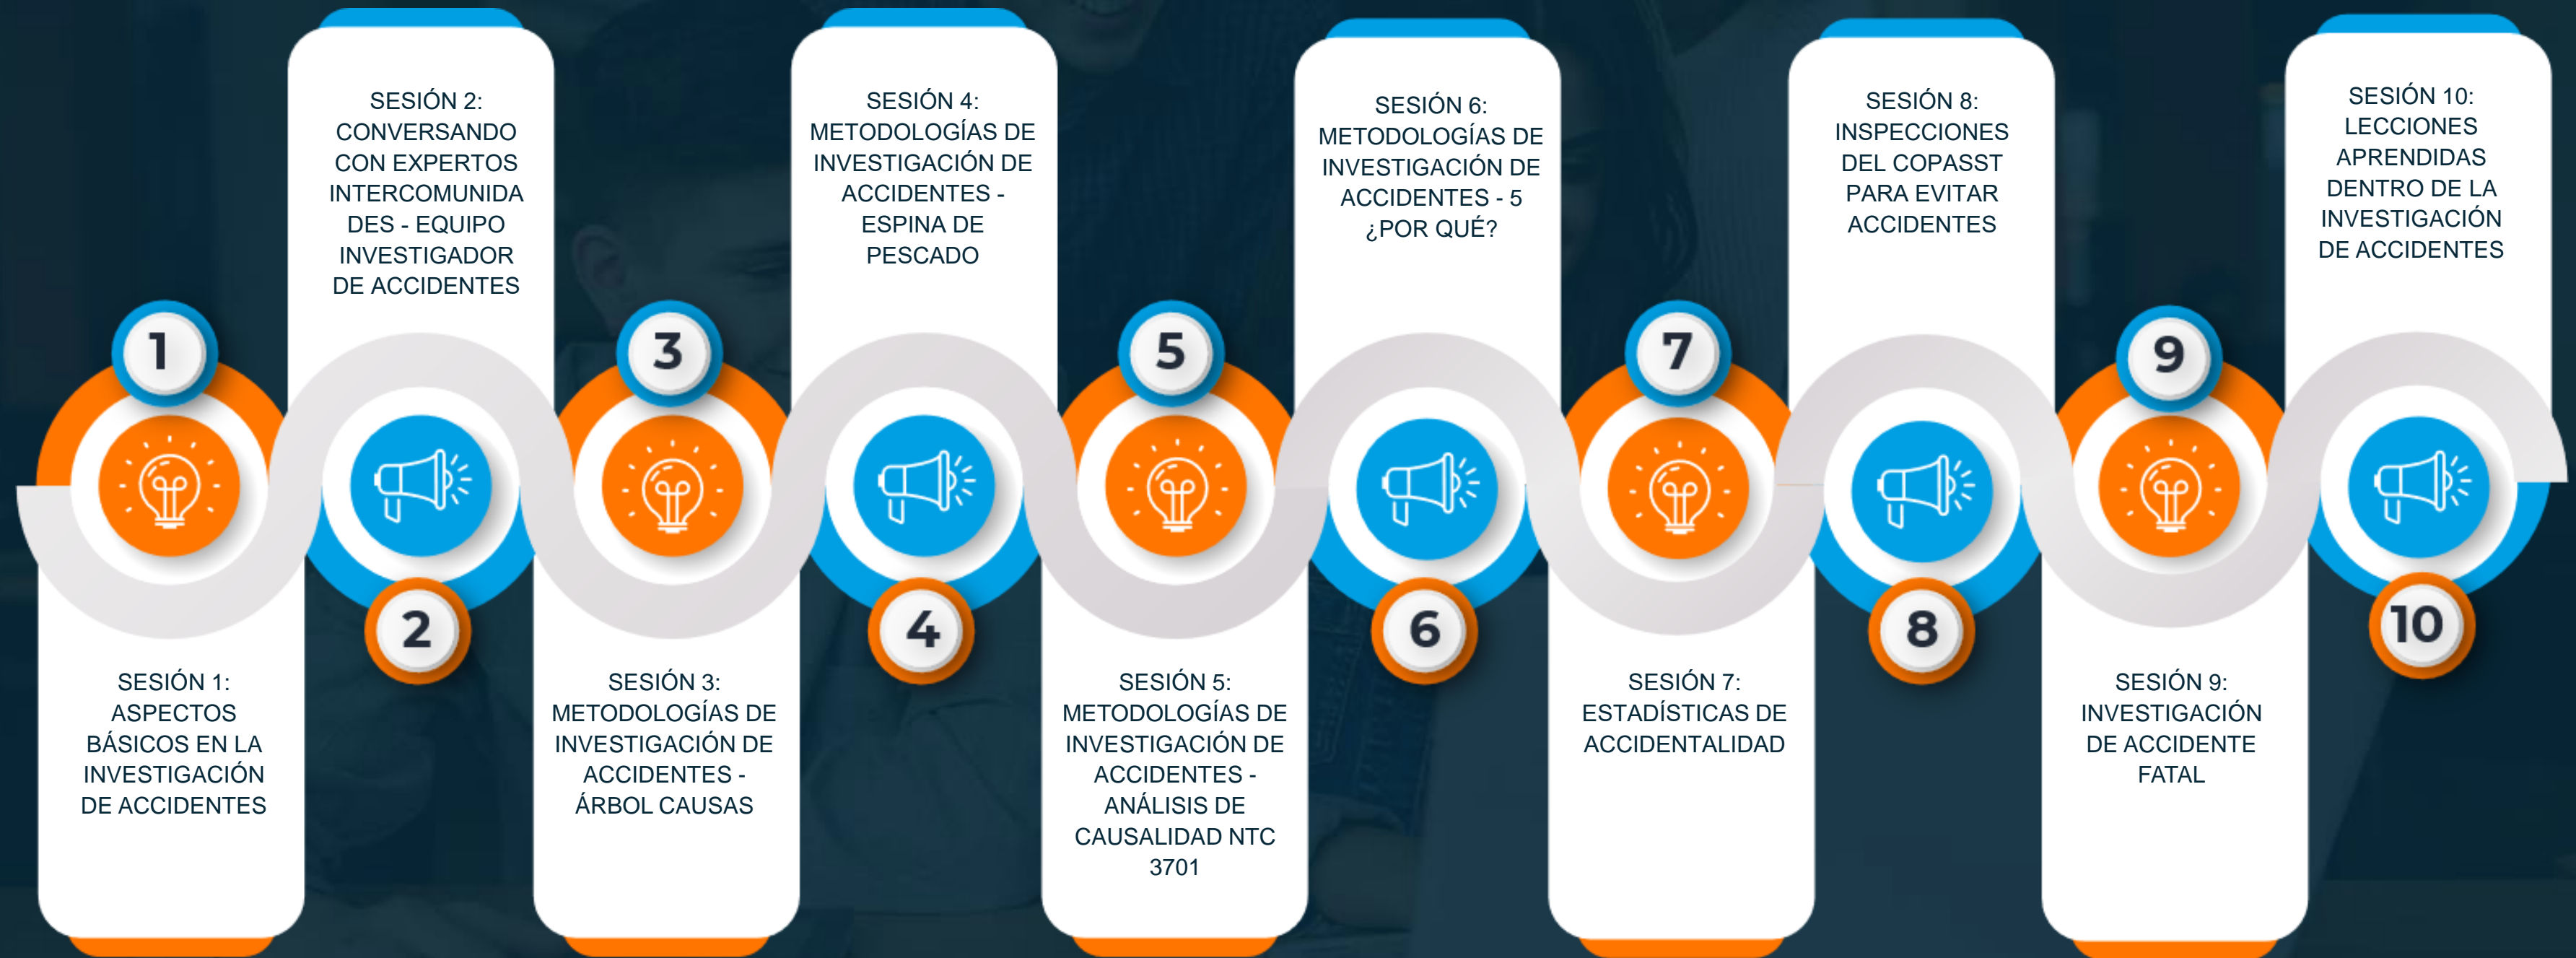 1
SESIÓN 1:
ASPECTOS
BÁSICOS EN LA
INVESTIGACIÓN
DE ACCIDENTES
SESIÓN 2:
CONVERSANDO
CON EXPERTOS
INTERCOMUNIDA
DES - EQUIPO
INVESTIGADOR
DE ACCIDENTES
2
3
SESIÓN 3:
METODOLOGÍAS DE
INVESTIGACIÓN DE
ACCIDENTES -
ÁRBOL CAUSAS
SESIÓN 4:
METODOLOGÍAS DE
INVESTIGACIÓN DE
ACCIDENTES -
ESPINA DE
PESCADO
4
5
SESIÓN 5:
METODOLOGÍAS DE
INVESTIGACIÓN DE
ACCIDENTES -
ANÁLISIS DE
CAUSALIDAD NTC
3701
SESIÓN 6:
METODOLOGÍAS DE
INVESTIGACIÓN DE
ACCIDENTES - 5
¿POR QUÉ?
6
7
SESIÓN 7:
ESTADÍSTICAS DE
ACCIDENTALIDAD
SESIÓN 8:
INSPECCIONES
DEL COPASST
PARA EVITAR
ACCIDENTES
8
9
SESIÓN 9:
INVESTIGACIÓN
DE ACCIDENTE
FATAL
SESIÓN 10:
LECCIONES
APRENDIDAS
DENTRO DE LA
INVESTIGACIÓN
DE ACCIDENTES
10